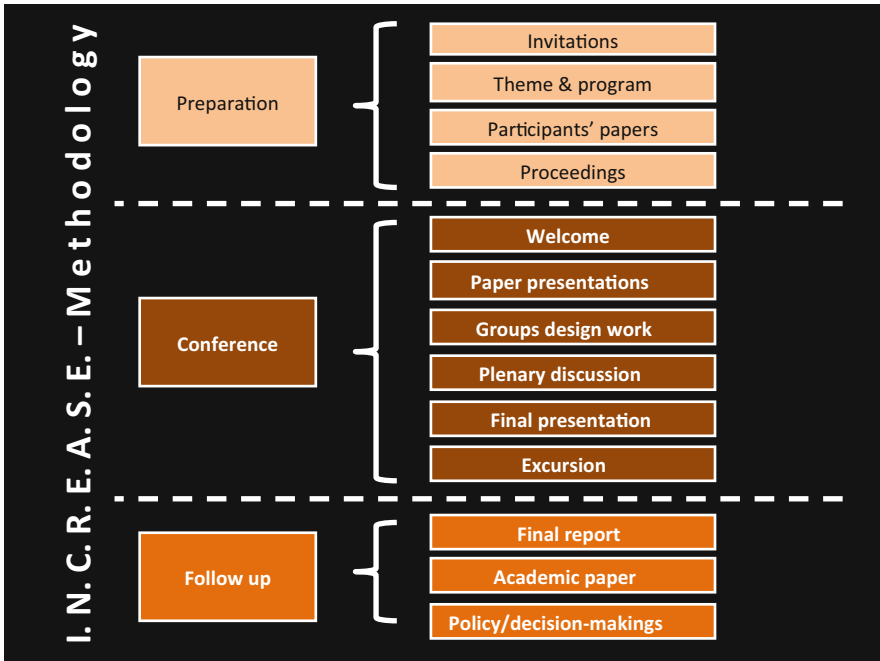 I. N. C. R. E. A. S. E. – Methodology
Preparation
Invitations
Theme & program
Participants’ papers
Proceedings
Conference
Welcome
Paper presentations
Groups design work
Plenary discussion
Final presentation
Excursion
Follow up
Final report
Academic paper
Policy/decision-makings